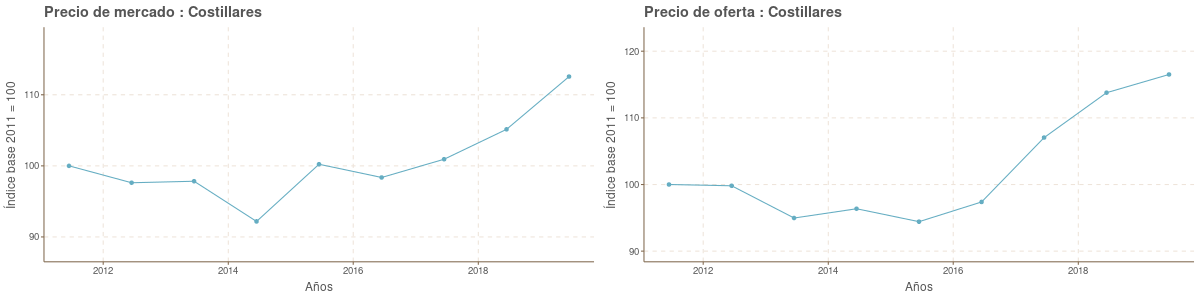 Precio de mercado : Costillares
Índice base 2011 = 100
110
100
90
2012
2014
2016
2018
Años
Precio de oferta : Costillares
Índice base 2011 = 100
120
110
100
90
2012
2014
2016
2018
Años